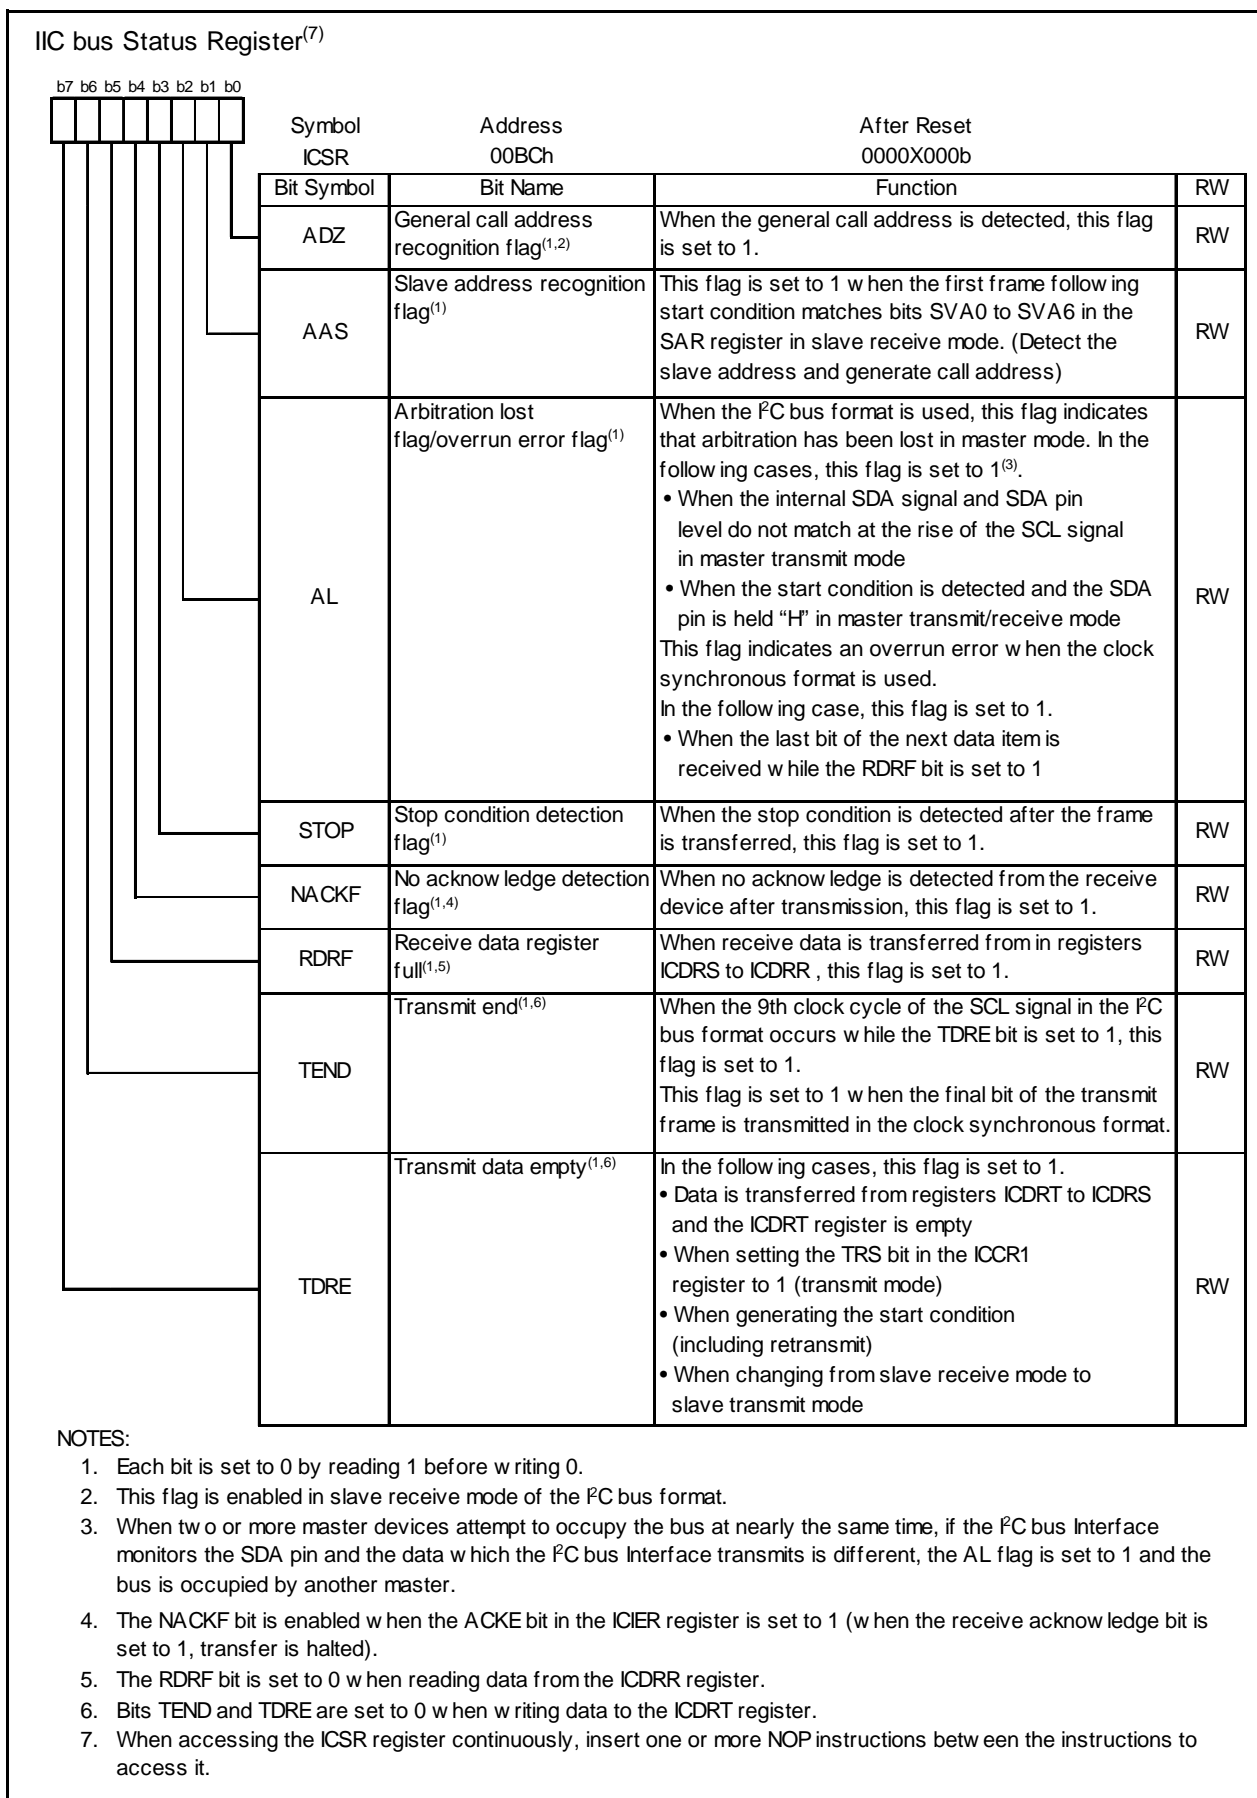 IIC bus Status Register(7)
b7 b6 b5 b4 b3 b2 b1 b0
Symbol Address After Reset
ICSR 00BCh 0000X000b
Bit Symbol Bit Name Function RW
ADZ
General call address
recognition flag(1,2)
When the general call address is detected, this flag
is set to 1.
RW
AAS
Slave address recognition
flag(1)
This flag is set to 1 when the first frame following
start condition matches bits SVA0 to SVA6 in the
SAR register in slave receive mode. (Detect the
slave address and generate call address)
RW
AL
Arbitration lost
flag/overrun error flag(1)
When the I2C bus format is used, this flag indicates
that arbitration has been lost in master mode. In the
following cases, this flag is set to 1(3).
• When the internal SDA signal and SDA pin
level do not match at the rise of the SCL signal
in master transmit mode
• When the start condition is detected and the SDA
pin is held “H” in master transmit/receive mode
This flag indicates an overrun error when the clock
synchronous format is used.
In the following case, this flag is set to 1.
• When the last bit of the next data item is
received while the RDRF bit is set to 1
RW
STOP
Stop condition detection
flag(1)
When the stop condition is detected after the frame
is transferred, this flag is set to 1.
RW
NACKF
No acknowledge detection
flag(1,4)
When no acknowledge is detected from the receive
device after transmission, this flag is set to 1.
RW
RDRF
Receive data register
full(1,5)
When receive data is transferred from in registers
ICDRS to ICDRR , this flag is set to 1.
RW
TEND
Transmit end(1,6)
When the 9th clock cycle of the SCL signal in the I2C
bus format occurs while the TDRE bit is set to 1, this
flag is set to 1.
This flag is set to 1 when the final bit of the transmit
frame is transmitted in the clock synchronous format.
RW
TDRE
Transmit data empty(1,6)
In the following cases, this flag is set to 1.
• Data is transferred from registers ICDRT to ICDRS
and the ICDRT register is empty
• When setting the TRS bit in the ICCR1
register to 1 (transmit mode)
• When generating the start condition
(including retransmit)
• When changing from slave receive mode to
slave transmit mode
RW
NOTES:
1. Each bit is set to 0 by reading 1 before writing 0.
2. This flag is enabled in slave receive mode of the I2C bus format.
3. When two or more master devices attempt to occupy the bus at nearly the same time, if the I2C bus Interface
monitors the SDA pin and the data which the I2C bus Interface transmits is different, the AL flag is set to 1 and the
bus is occupied by another master.
4. The NACKF bit is enabled when the ACKE bit in the ICIER register is set to 1 (when the receive acknowledge bit is
set to 1, transfer is halted).
5. The RDRF bit is set to 0 when reading data from the ICDRR register.
6. Bits TEND and TDRE are set to 0 when writing data to the ICDRT register.
7. When accessing the ICSR register continuously, insert one or more NOP instructions between the instructions to
access it.